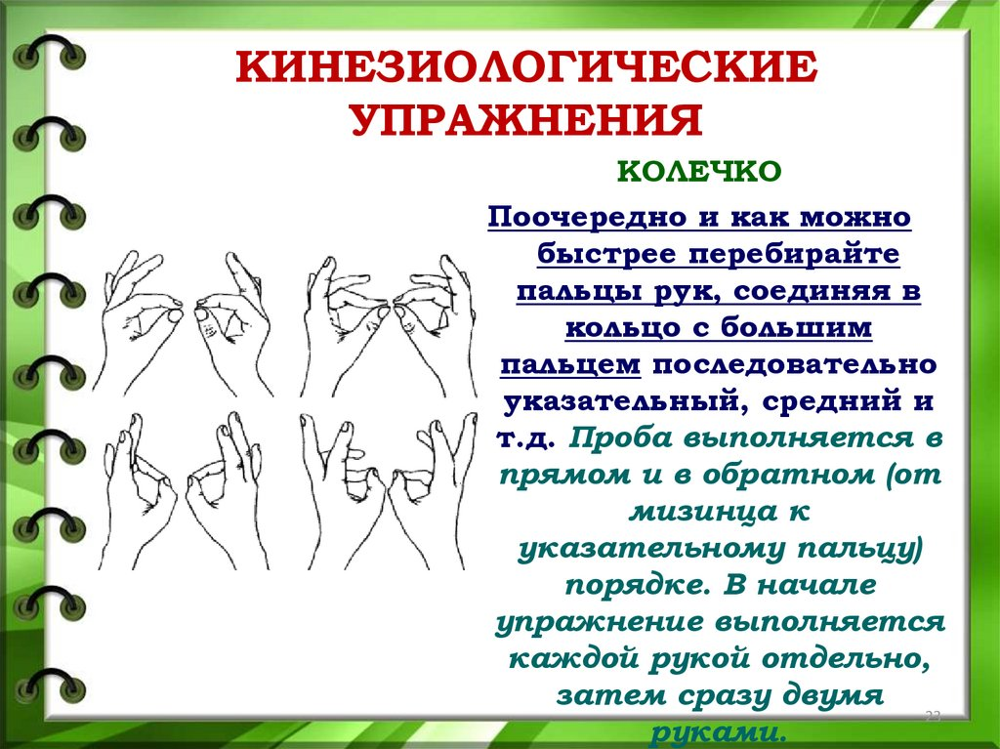 КИНЕЗИОЛОГИЧЕСКИЕ
УПРАЖНЕНИЯ
КОЛЕЧКО
Поочередно и как можно
быстрее перебирайте
пальцы рук, соединяя в
кольцо с большим
пальцем последовательно
указательный, средний и
т.д. Проба выполняется в
прямом и в обратном (от
мизинца к
указательному пальцу)
порядке. В начале
упражнение выполняется
каждой рукой отдельно,
затем сразу двумя
руками.
23